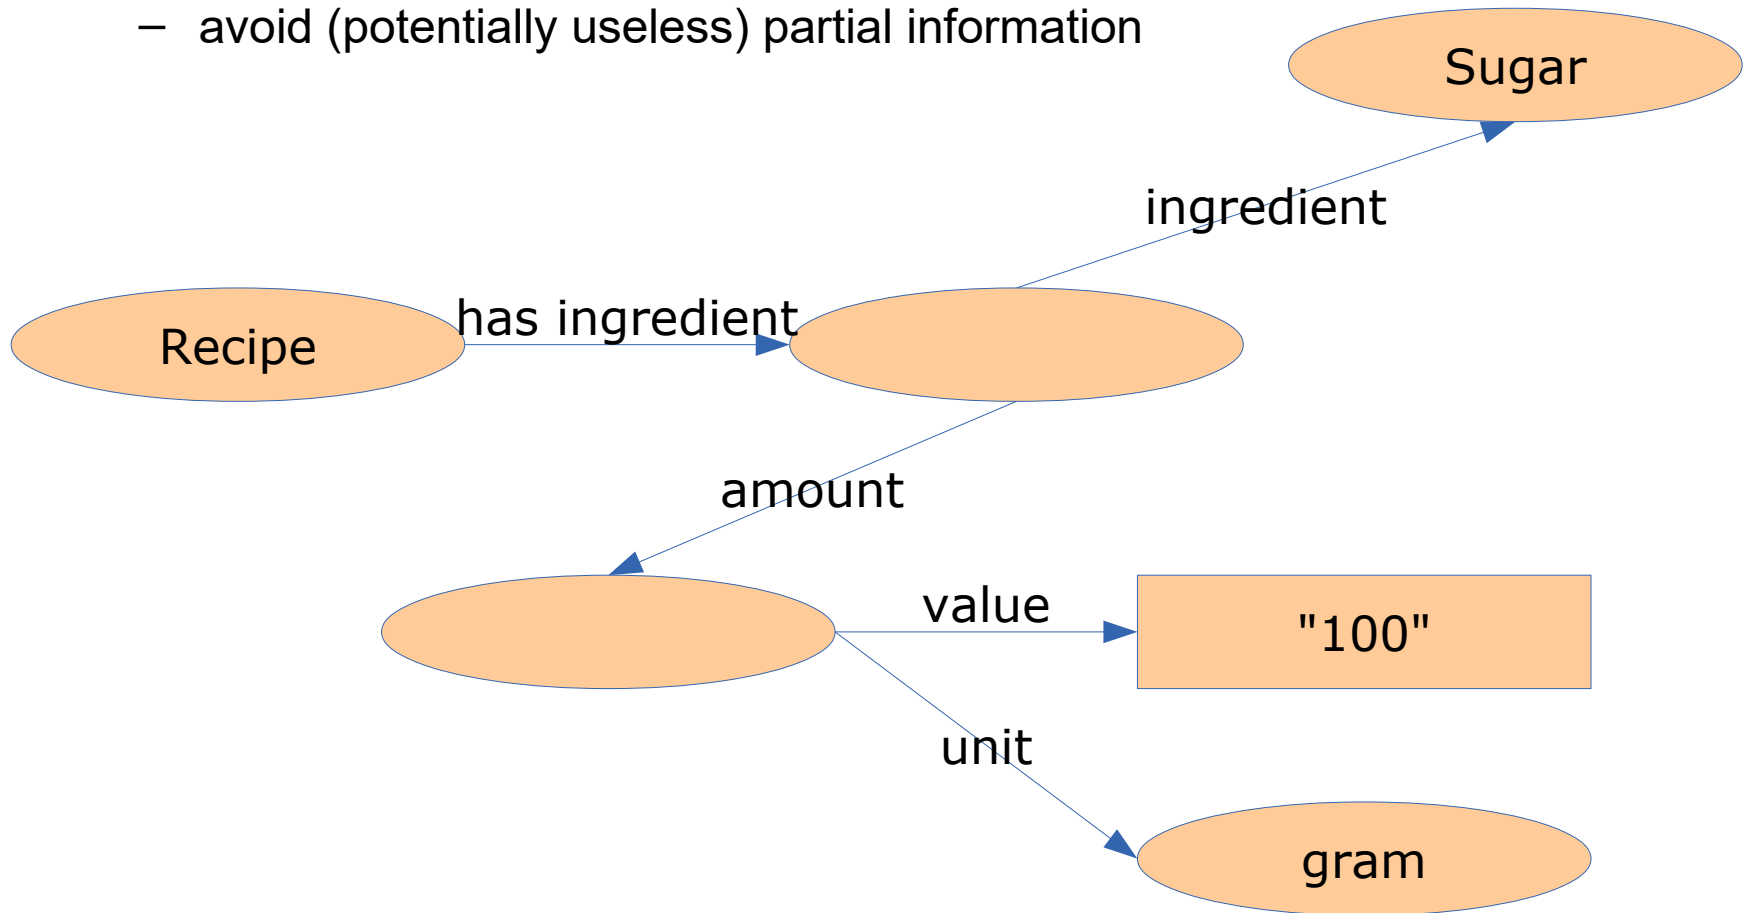 – avoid (potentially useless) partial information
Sugar
ingredient
has ingredient
Recipe
amount
value
"100"
unit
gram